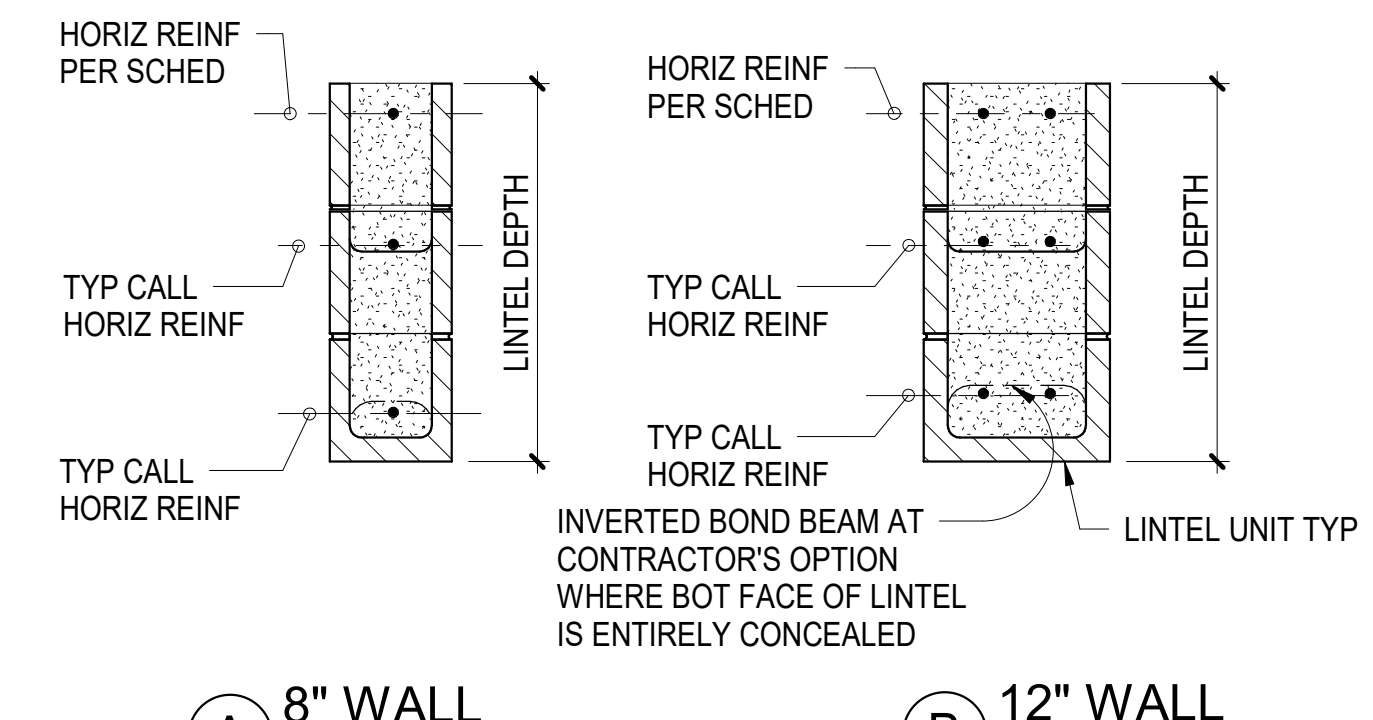 HORIZ REINF
PER SCHED
TYP CALL
HORIZ REINF
TYP CALL
HORIZ REINF
LINTEL DEPTH
A
8" WALL
HORIZ REINF
PER SCHED
TYP CALL
HORIZ REINF
TYP CALL
HORIZ REINF
LINTEL DEPTH
INVERTED BOND BEAM AT
CONTRACTOR'S OPTION
WHERE BOT FACE OF LINTEL
IS ENTIRELY CONCEALED
LINTEL UNIT TYP
B
12" WALL